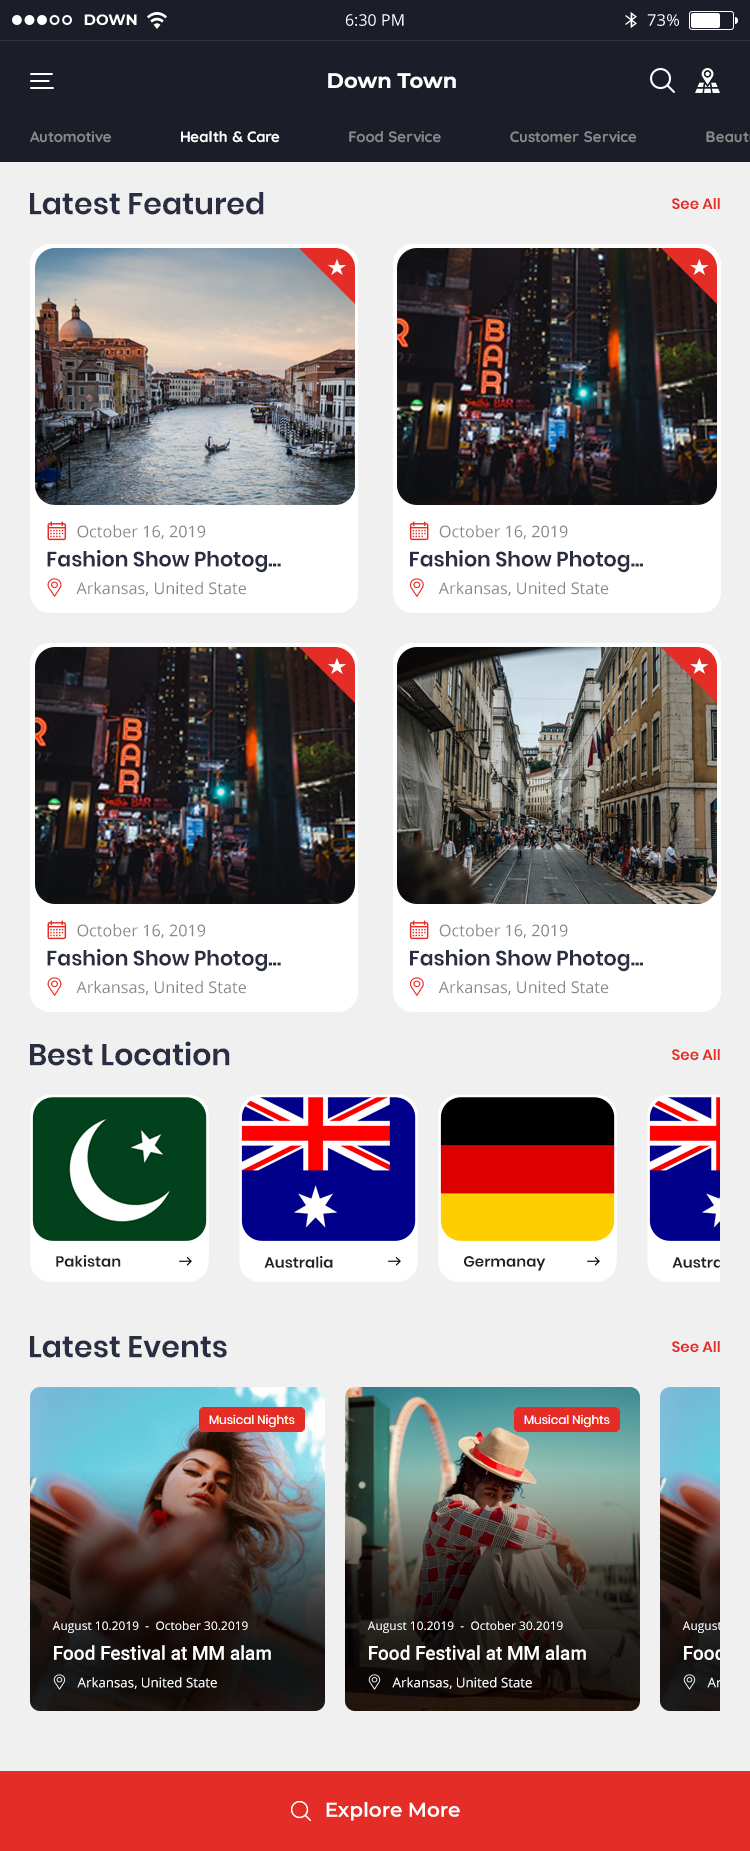 DOWN
6:30 PM
73%
Down Town
Automotive Health & Care Food Service Customer Service Beaut
Latest Featured
See All
R
BAR
BAR
October 16, 2019
Fashion Show Photog...
Arkansas, United State
October 16, 2019
Fashion Show Photog...
Arkansas, United State
R
BAR
BAR
October 16, 2019
Fashion Show Photog...
Arkansas, United State
October 16, 2019
Fashion Show Photog...
Arkansas, United State
Best Location
See All
Pakistan
Australia
Germanay
Austra
Latest Events
See All
Musical Nights
August 10.2019 - October 30.2019
Food Festival at MM alam
Arkansas, United State
Musical Nights
August 10.2019 - October 30.2019
Food Festival at MM alam
Arkansas, United State
August
Food
Ar
Explore More